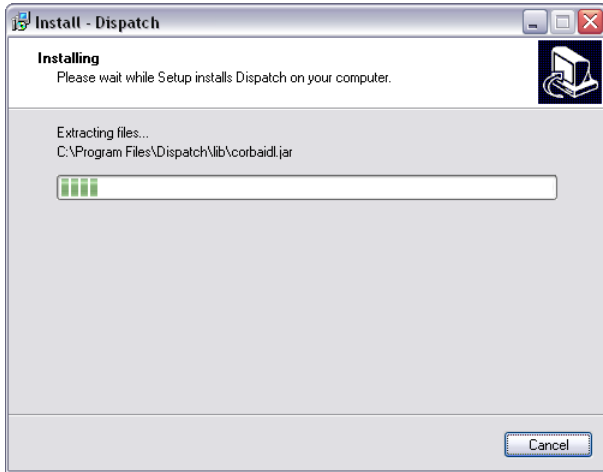 Install - Dispatch
Installing
Please wait while Setup installs Dispatch on your computer.
Extracting files...
C:\Program Files\Dispatch\lib\corbaidl.jar
Cancel